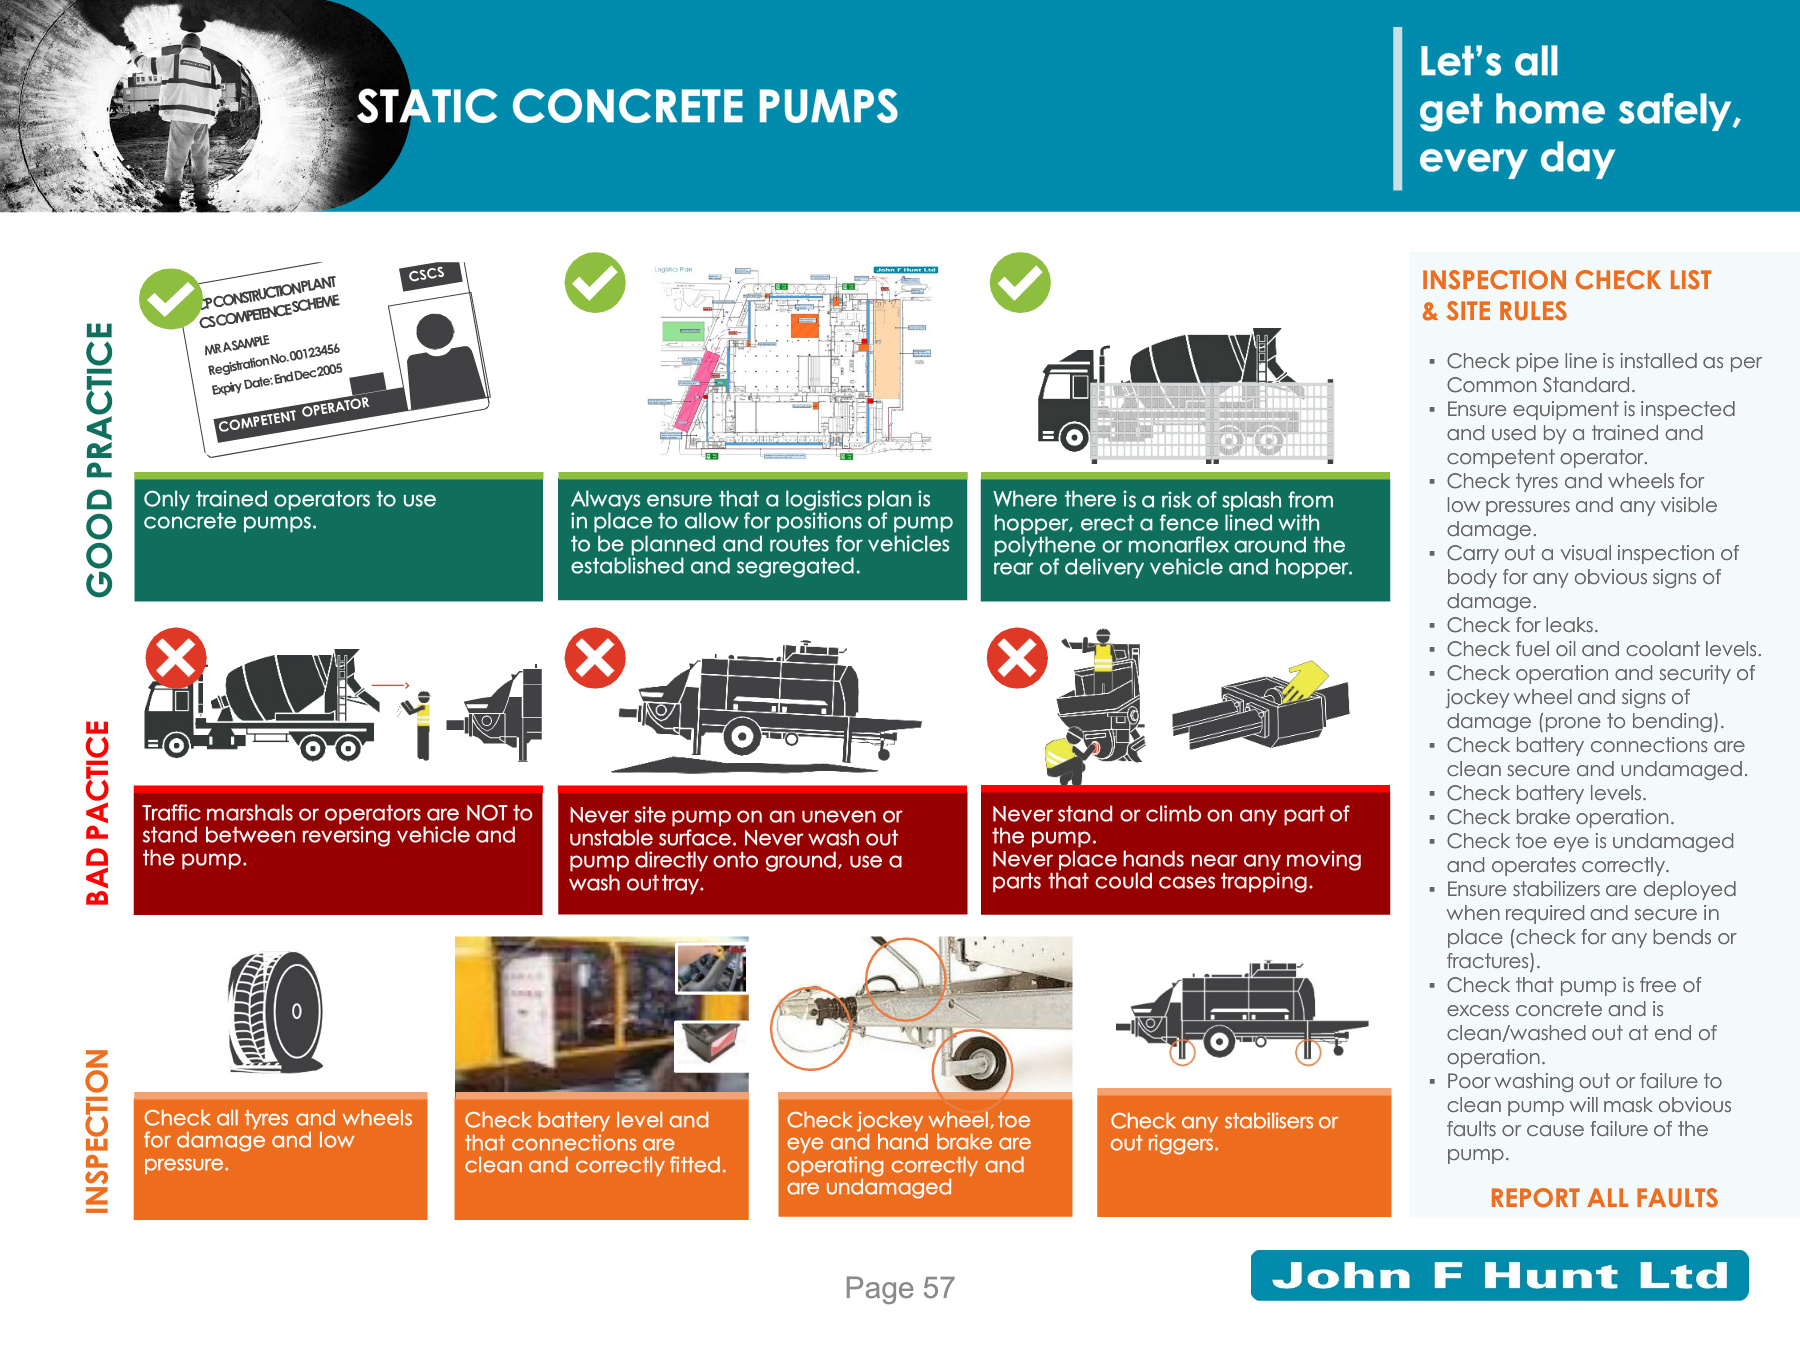 STATIC CONCRETE PUMPS
Let's all
get home safely,
every day
GOOD PRACTICE
CP CONSTRUCTION PLANT
CS COMPETENCE SCHEME
CSCS
MR A SAMPLE
Registration No. 00123456
Expiry Date: End Dec 2005
COMPETENT OPERATOR
Only trained operators to use
concrete pumps.
Logistics Plan
John F Hunt Ltd
Always ensure that a logistics plan is
in place to allow for positions of pump
to be planned and routes for vehicles
established and segregated.
Where there is a risk of splash from
hopper, erect a fence lined with
polythene or monarflex around the
rear of delivery vehicle and hopper.
BAD PACTICE
Traffic marshals or operators are NOT to
stand between reversing vehicle and
the pump.
Never site pump on an uneven or
unstable surface. Never wash out
pump directly onto ground, use a
wash out tray.
Never stand or climb on any part of
the pump.
Never place hands near any moving
parts that could cases trapping.
INSPECTION
Check all tyres and wheels
for damage and low
pressure.
Check battery level and
that connections are
clean and correctly fitted.
Check jockey wheel, toe
eye and hand brake are
operating correctly and
are undamaged
Check any stabilisers or
out riggers.
INSPECTION CHECK LIST
& SITE RULES
▪ Check pipe line is installed as per
Common Standard.
▪ Ensure equipment is inspected
and used by a trained and
competent operator.
▪ Check tyres and wheels for
low pressures and any visible
damage.
▪ Carry out a visual inspection of
body for any obvious signs of
damage.
▪ Check for leaks.
▪ Check fuel oil and coolant levels.
▪ Check operation and security of
jockey wheel and signs of
damage (prone to bending).
▪ Check battery connections are
clean secure and undamaged.
▪ Check battery levels.
▪ Check brake operation.
▪ Check toe eye is undamaged
and operates correctly.
▪ Ensure stabilizers are deployed
when required and secure in
place (check for any bends or
fractures).
▪ Check that pump is free of
excess concrete and is
clean/washed out at end of
operation.
▪ Poor washing out or failure to
clean pump will mask obvious
faults or cause failure of the
pump.
REPORT ALL FAULTS
Page 57
John F Hunt Ltd